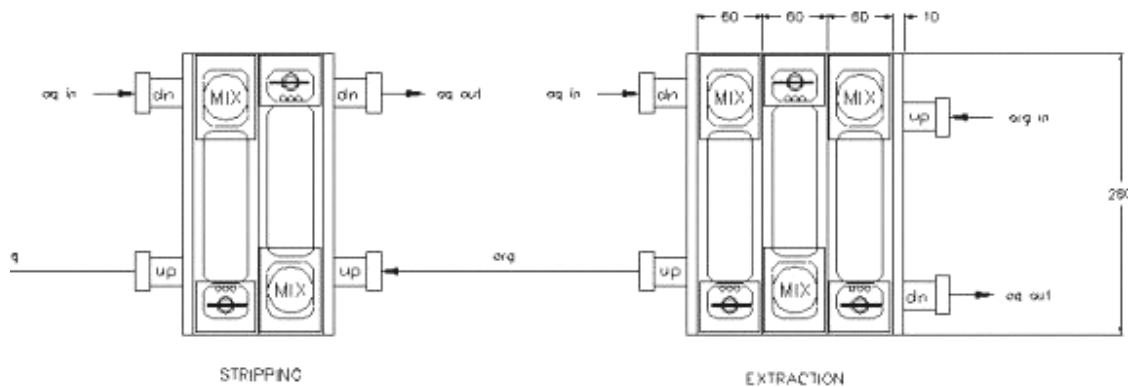 60 60 60 10
aq in dn MIX dn aq out aq in dn MIX MIX
up org in
260
g up up org up
MIX MIX dn aq out
STRIPPING EXTRACTION